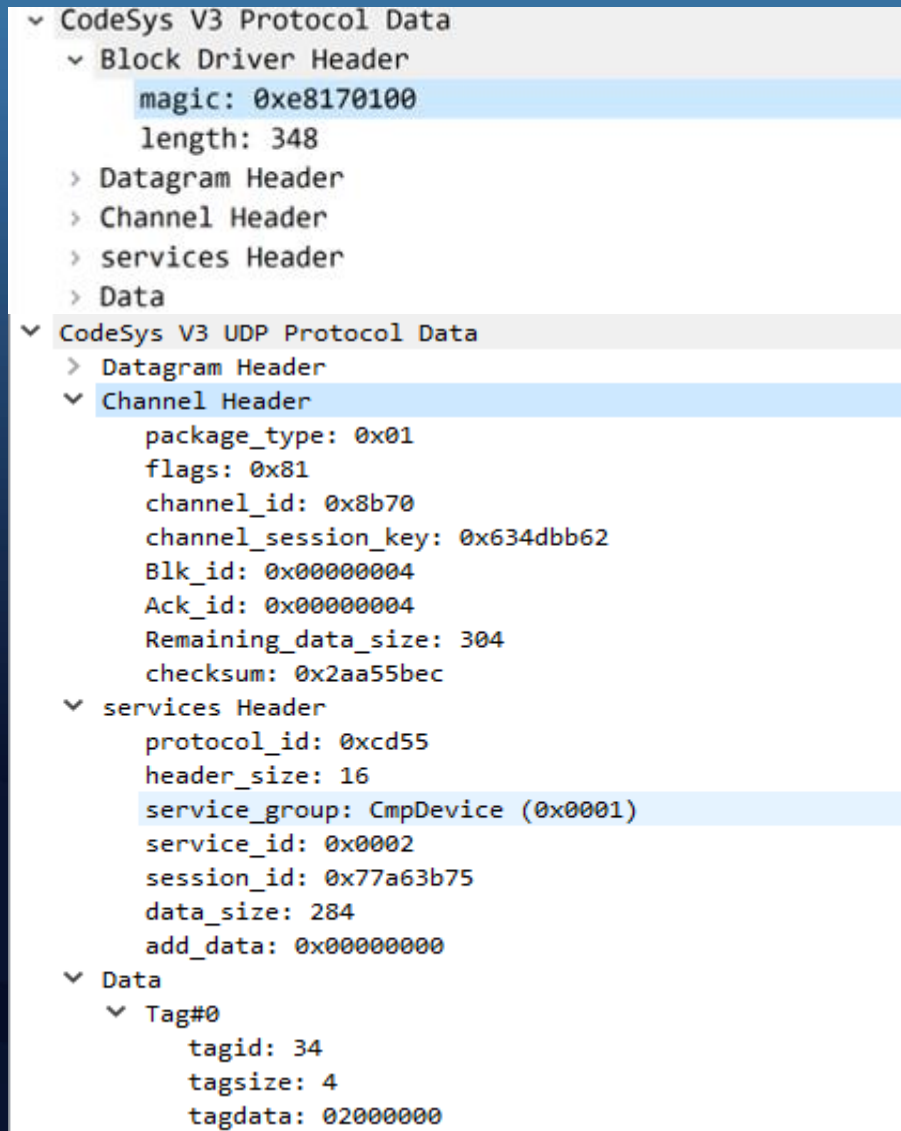 CodeSys V3 Protocol Data
Block Driver Header
magic: 0xe8170100
length: 348
Datagram Header
Channel Header
services Header
Data
CodeSys V3 UDP Protocol Data
Datagram Header
Channel Header
package_type: 0x01
flags: 0x81
channel_id: 0x8b70
channel_session_key: 0x634dbb62
Blk_id: 0x00000004
Ack_id: 0x00000004
Remaining_data_size: 304
checksum: 0x2aa55bec
services Header
protocol_id: 0xcd55
header_size: 16
service_group: CmpDevice (0x0001)
service_id: 0x0002
session_id: 0x77a63b75
data_size: 284
add_data: 0x00000000
Data
Tag#0
tagid: 34
tagsize: 4
tagdata: 02000000